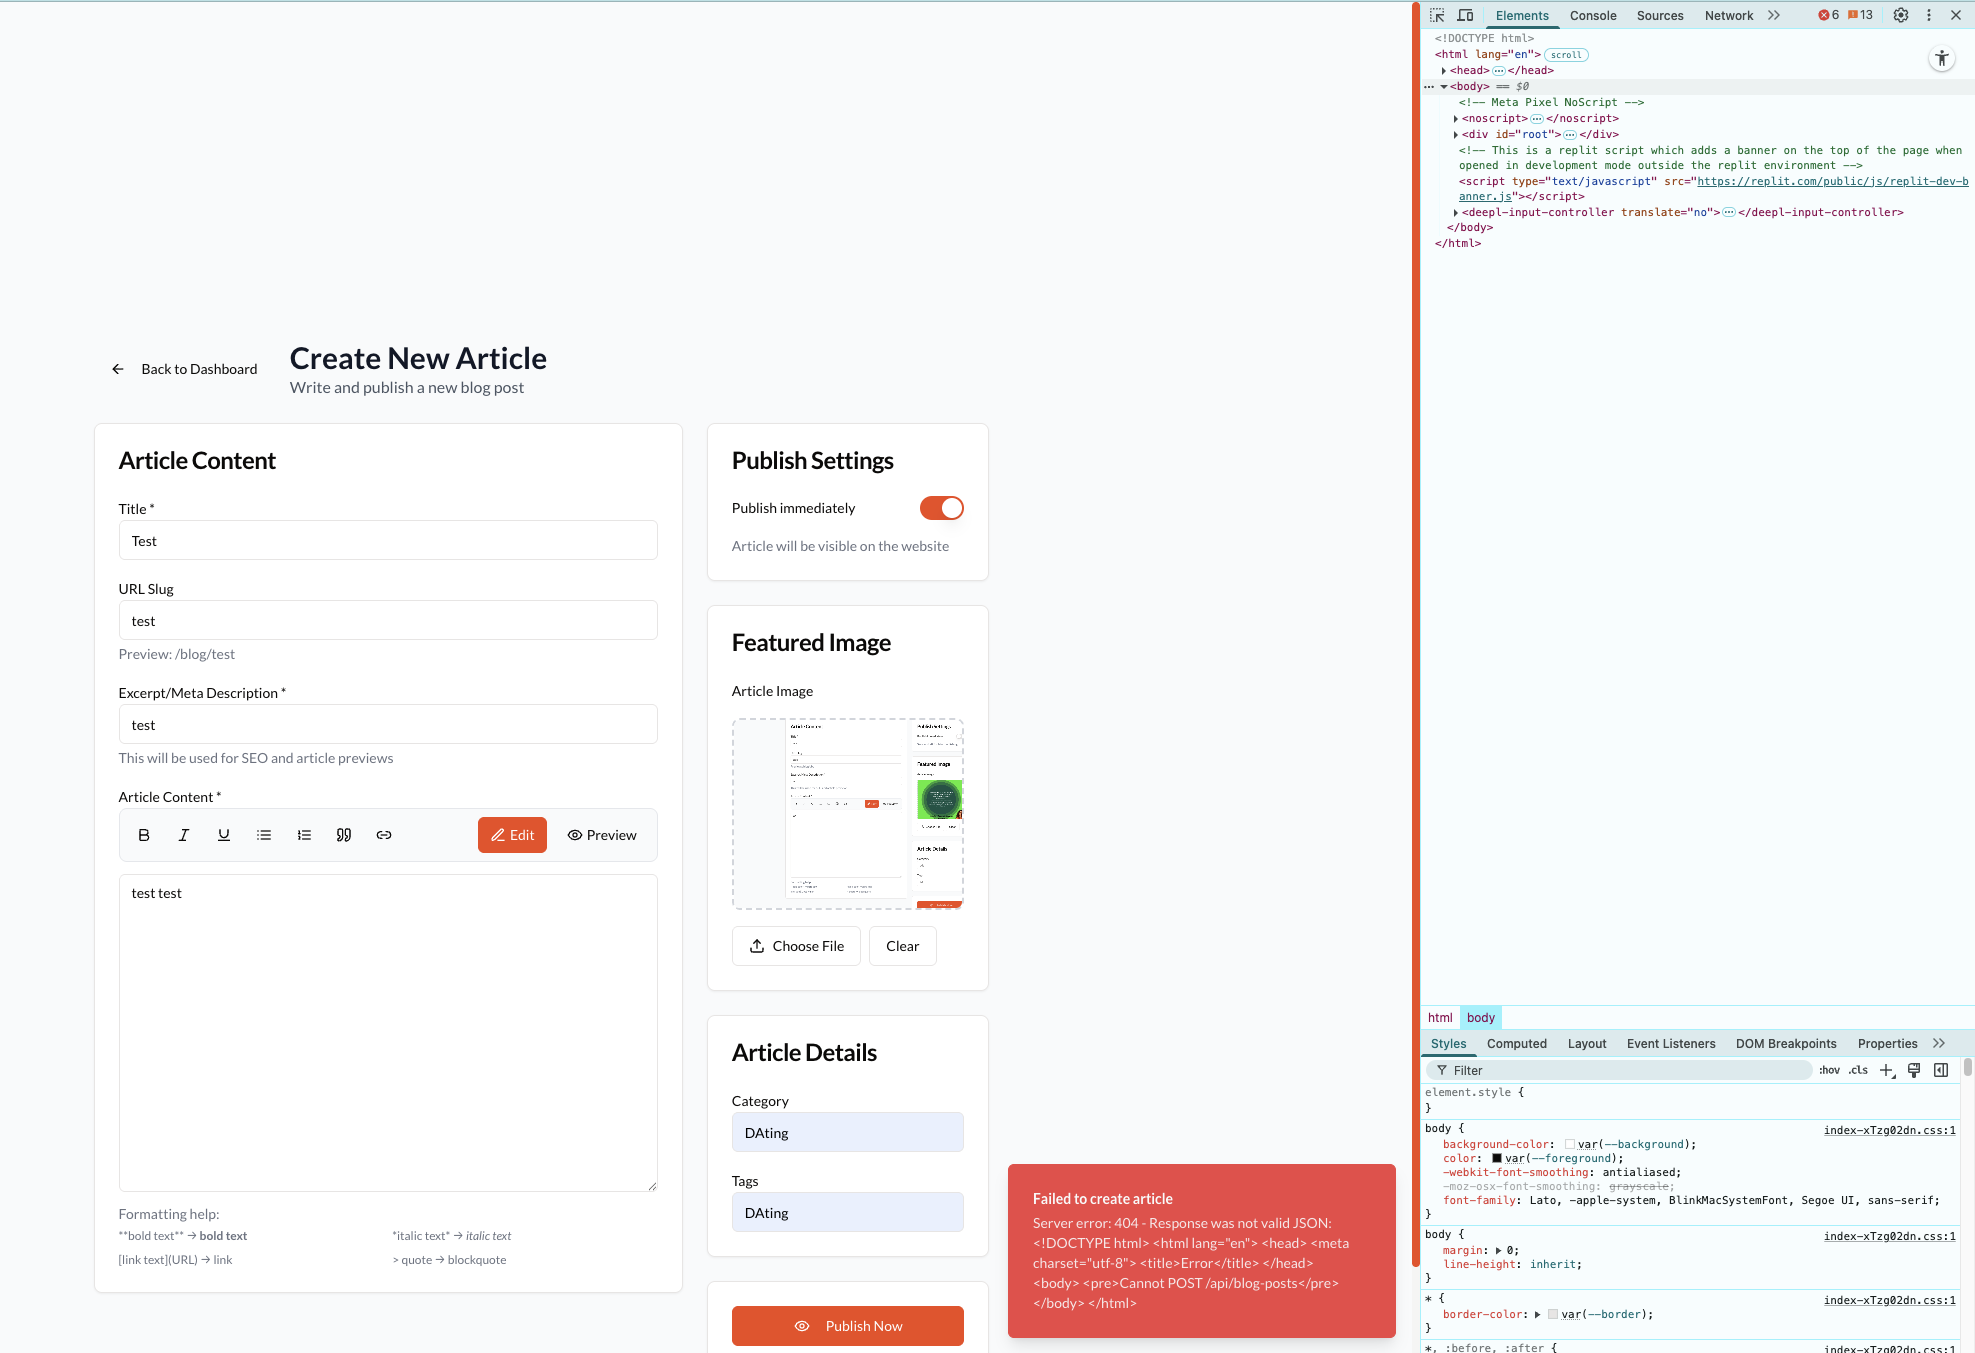 Back to Dashboard
Create New Article
Write and publish a new blog post
Article Content
Title *
Test
URL Slug
test
Preview: /blog/test
Excerpt/Meta Description *
test
This will be used for SEO and article previews
Article Content *
Edit
Preview
test test
Formatting help:
**bold text** → bold text
*italic text* → italic text
[link text](URL) → link
> quote → blockquote
Publish Settings
Publish immediately
Article will be visible on the website
Featured Image
Article Image
Article Content
Publish Settings
Featured Image
Article Details
Choose File
Clear
Article Details
Category
DAting
Tags
DAting
Publish Now
Failed to create article
Server error: 404 - Response was not valid JSON:
<!DOCTYPE html> <html lang="en"> <head> <meta
charset="utf-8"> <title>Error</title> </head>
<body> <pre>Cannot POST /api/blog-posts</pre>
</body> </html>
Elements
Console
Sources
Network
6
13
<!DOCTYPE html>
<html lang="en"> scroll
<head> </head>
<body> == $0
<!-- Meta Pixel NoScript -->
<noscript> </noscript>
<div id="root"> </div>
<!-- This is a replit script which adds a banner on the top of the page when
opened in development mode outside the replit environment -->
<script type="text/javascript" src="https://replit.com/public/js/replit-dev-b
anner.js"></script>
<deepl-input-controller translate="no"> </deepl-input-controller>
</body>
</html>
html
body
Styles
Computed
Layout
Event Listeners
DOM Breakpoints
Properties
Filter
:hov
.cls
element.style {
}
body {
index-xTzg02dn.css:1
background-color: var(--background);
color: var(--foreground);
-webkit-font-smoothing: antialiased;
-moz-osx-font-smoothing: grayscale;
font-family: Lato, -apple-system, BlinkMacSystemFont, Segoe UI, sans-serif;
}
body {
index-xTzg02dn.css:1
margin: 0;
line-height: inherit;
}
* {
index-xTzg02dn.css:1
border-color: var(--border);
}
*, :before, :after {
index-xTzg02dn.css:1